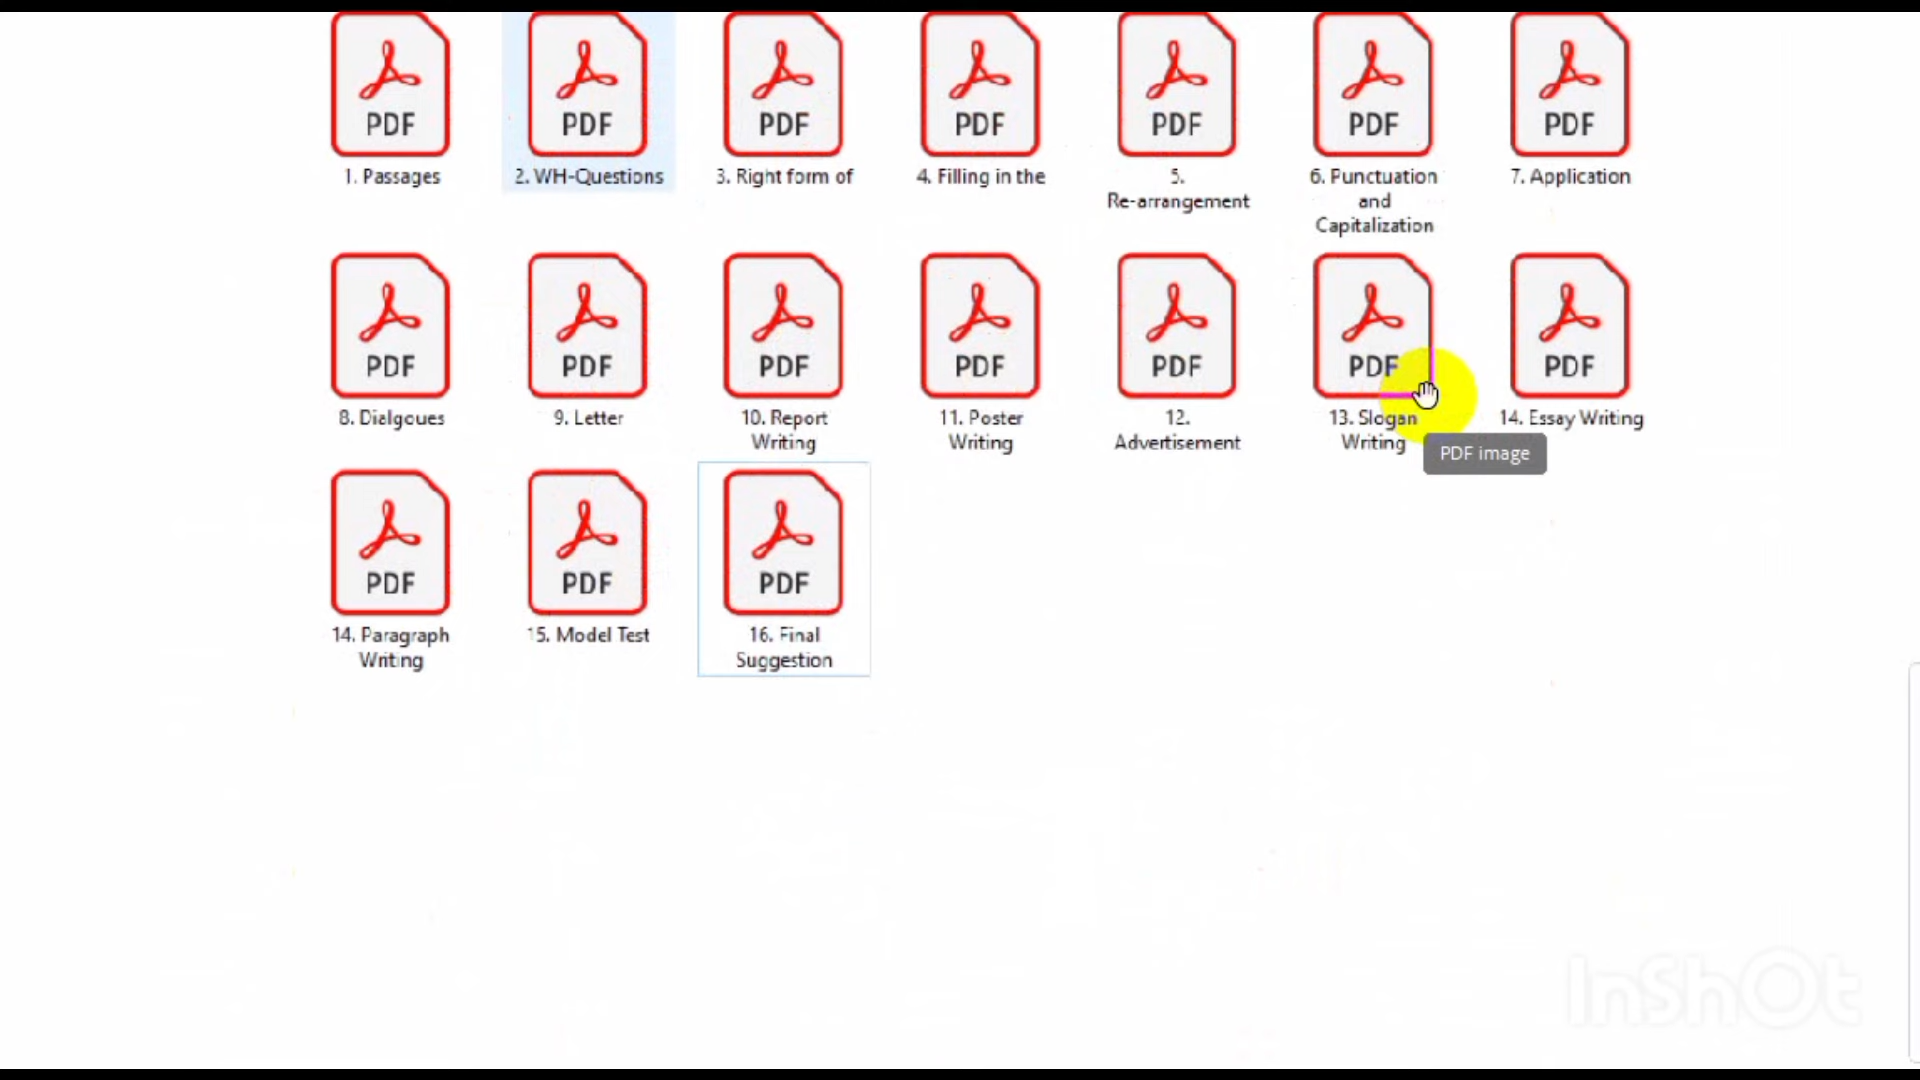 PDF PDF PDF PDF PDF PDF PDF
1. Passages 2. WH-Questions 3. Right form of 4. Filling in the 5. 6. Punctuation 7. Application
Re-arrangement and
Capitalization
PDF PDF PDF PDF PDF PDF PDF
8. Dialgoues 9. Letter 10. Report 11. Poster 12. 13. Slogan 14. Essay Writing
Writing Writing Advertisement Writing PDF image
PDF PDF PDF
14. Paragraph 15. Model Test 16. Final
Writing Suggestion
InShOt